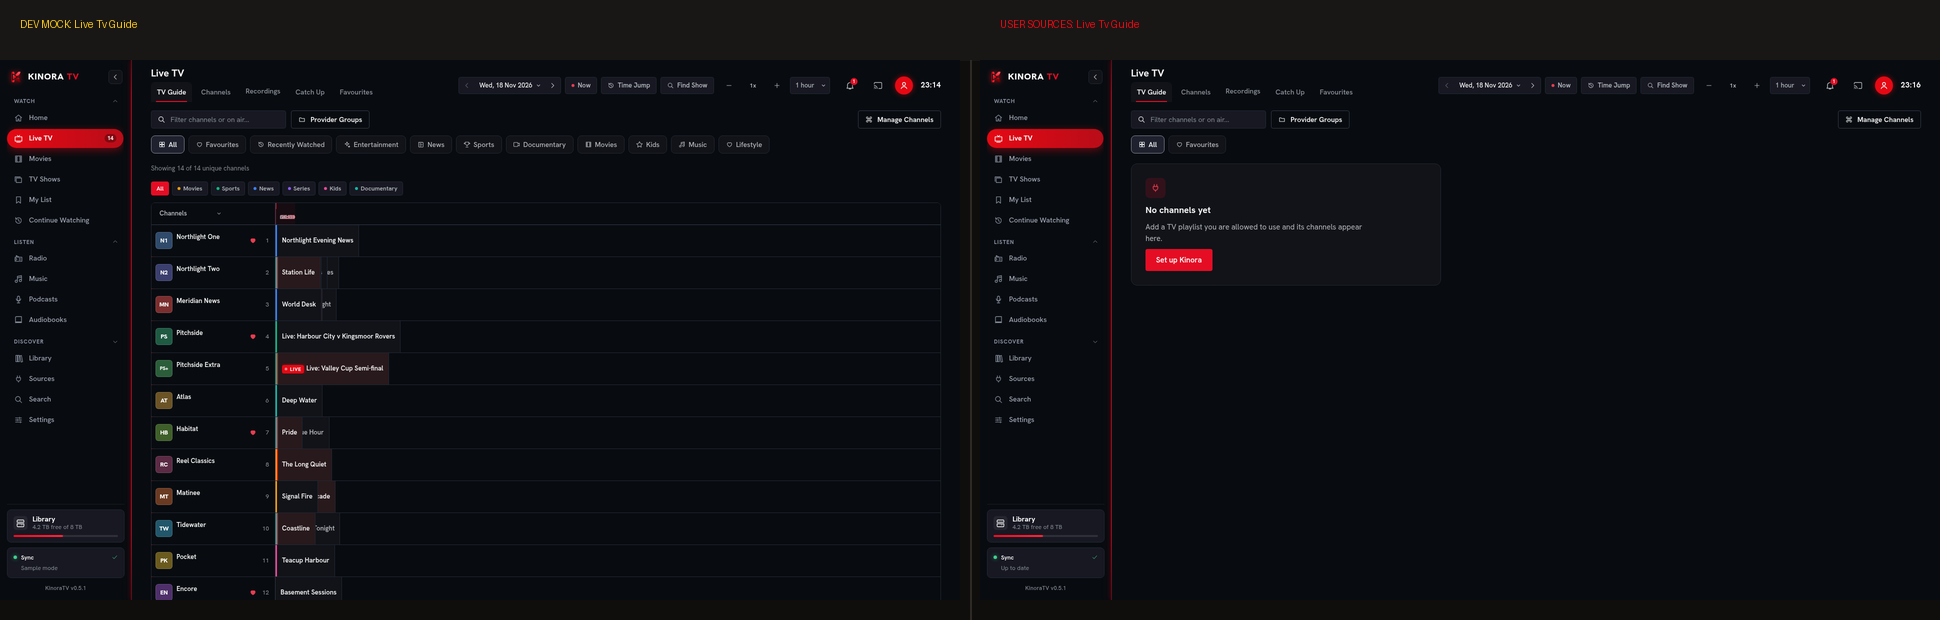 DEV MOCK: Live Tv Guide
KINORA TV
WATCH
Home
Live TV 14
Movies
TV Shows
My List
Continue Watching
LISTEN
Radio
Music
Podcasts
Audiobooks
DISCOVER
Library
Sources
Search
Settings
Library
4.2 TB free of 8 TB
Sync
Sample mode
KinoraTV v0.5.1
Live TV
TV Guide Channels Recordings Catch Up Favourites
Wed, 18 Nov 2026 Now Time Jump Find Show 1x 1 hour 1 23:14
Filter channels or on air... Provider Groups Manage Channels
All Favourites Recently Watched Entertainment News Sports Documentary Movies Kids Music Lifestyle
Showing 14 of 14 unique channels
All Movies Sports News Series Kids Documentary
Channels
N1 Northlight One 1 Northlight Evening News
N2 Northlight Two 2 Station Life es
MN Meridian News 3 World Desk ght
PS Pitchside 4 Live: Harbour City v Kingsmoor Rovers
PS+ Pitchside Extra 5 LIVE Live: Valley Cup Semi-final
AT Atlas 6 Deep Water
HB Habitat 7 Pride ue Hour
RC Reel Classics 8 The Long Quiet
MT Matinee 9 Signal Fire cade
TW Tidewater 10 Coastline Tonight
PK Pocket 11 Teacup Harbour
EN Encore 12 Basement Sessions
USER SOURCES: Live Tv Guide
KINORA TV
WATCH
Home
Live TV
Movies
TV Shows
My List
Continue Watching
LISTEN
Radio
Music
Podcasts
Audiobooks
DISCOVER
Library
Sources
Search
Settings
Library
4.2 TB free of 8 TB
Sync
Up to date
KinoraTV v0.5.1
Live TV
TV Guide Channels Recordings Catch Up Favourites
Wed, 18 Nov 2026 Now Time Jump Find Show 1x 1 hour 1 23:16
Filter channels or on air... Provider Groups Manage Channels
All Favourites
No channels yet
Add a TV playlist you are allowed to use and its channels appear
here.
Set up Kinora